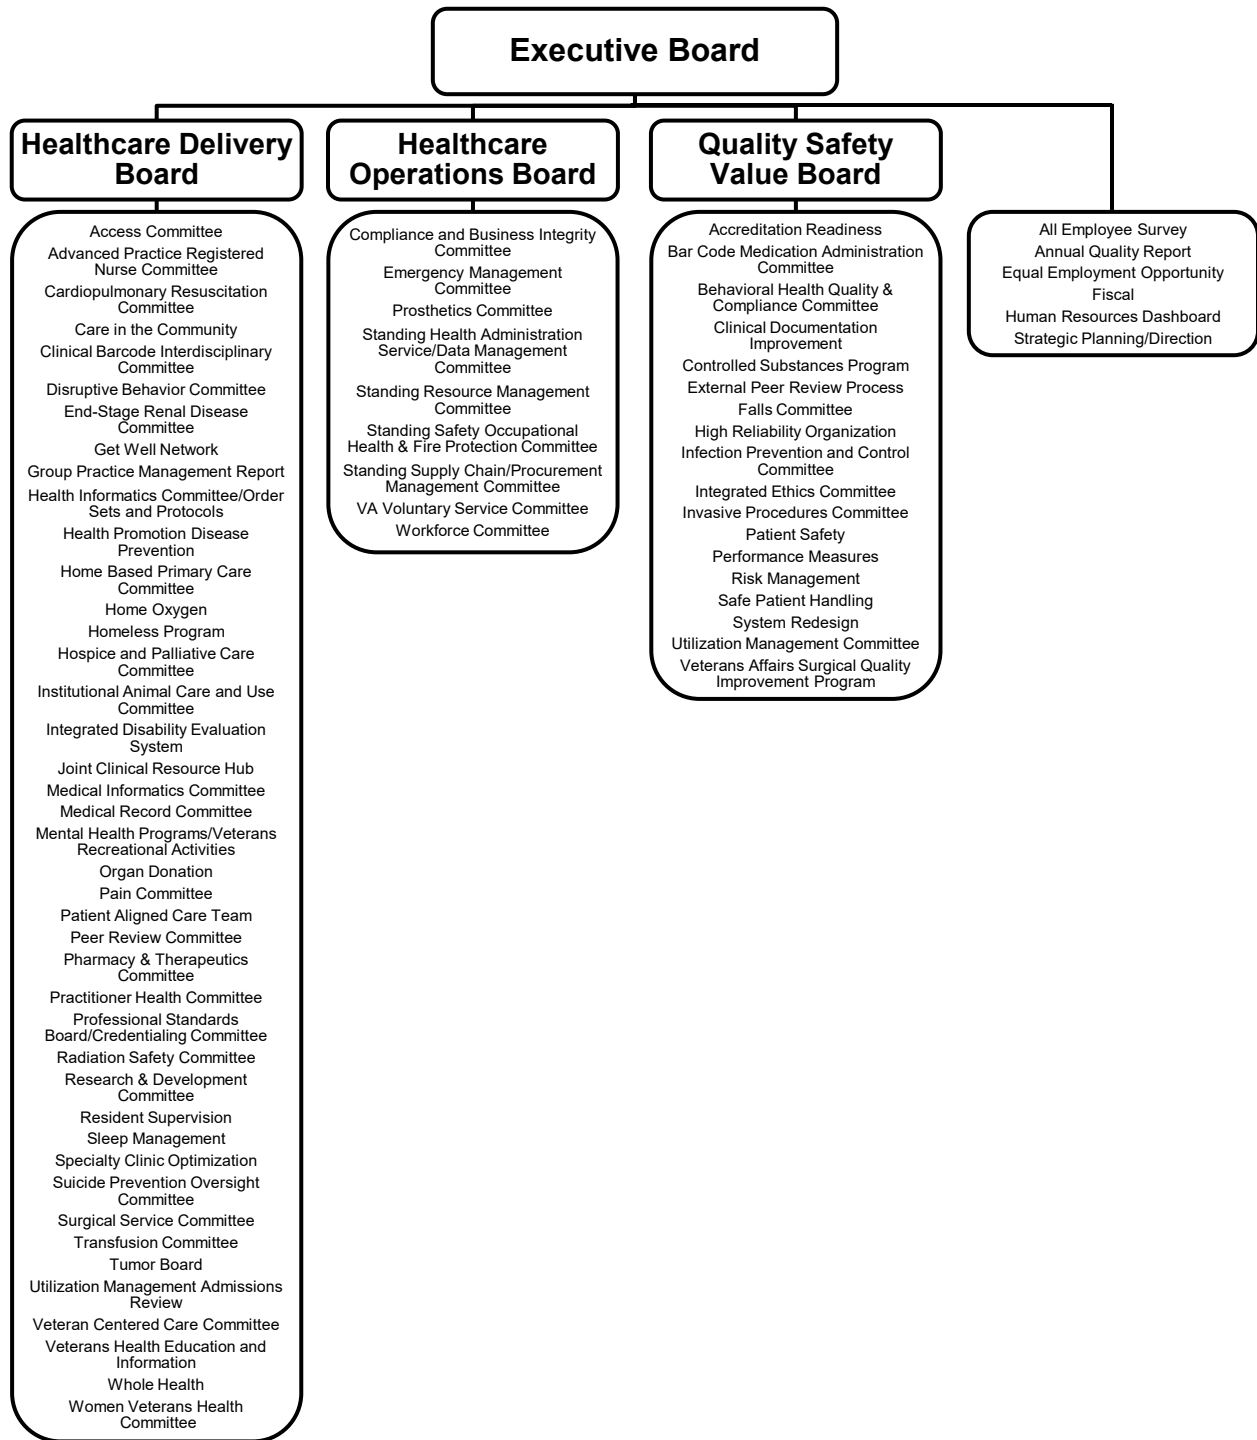 Executive Board
Healthcare Delivery
Board
Access Committee
Advanced Practice Registered
Nurse Committee
Cardiopulmonary Resuscitation
Committee
Care in the Community
Clinical Barcode Interdisciplinary
Committee
Disruptive Behavior Committee
End-Stage Renal Disease
Committee
Get Well Network
Group Practice Management Report
Health Informatics Committee/Order
Sets and Protocols
Health Promotion Disease
Prevention
Home Based Primary Care
Committee
Home Oxygen
Homeless Program
Hospice and Palliative Care
Committee
Institutional Animal Care and Use
Committee
Integrated Disability Evaluation
System
Joint Clinical Resource Hub
Medical Informatics Committee
Medical Record Committee
Mental Health Programs/Veterans
Recreational Activities
Organ Donation
Pain Committee
Patient Aligned Care Team
Peer Review Committee
Pharmacy & Therapeutics
Committee
Practitioner Health Committee
Professional Standards
Board/Credentialing Committee
Radiation Safety Committee
Research & Development
Committee
Resident Supervision
Sleep Management
Specialty Clinic Optimization
Suicide Prevention Oversight
Committee
Surgical Service Committee
Transfusion Committee
Tumor Board
Utilization Management Admissions
Review
Veteran Centered Care Committee
Veterans Health Education and
Information
Whole Health
Women Veterans Health
Committee
Healthcare
Operations Board
Compliance and Business Integrity
Committee
Emergency Management
Committee
Prosthetics Committee
Standing Health Administration
Service/Data Management
Committee
Standing Resource Management
Committee
Standing Safety Occupational
Health & Fire Protection Committee
Standing Supply Chain/Procurement
Management Committee
VA Voluntary Service Committee
Workforce Committee
Quality Safety
Value Board
Accreditation Readiness
Bar Code Medication Administration
Committee
Behavioral Health Quality &
Compliance Committee
Clinical Documentation
Improvement
Controlled Substances Program
External Peer Review Process
Falls Committee
High Reliability Organization
Infection Prevention and Control
Committee
Integrated Ethics Committee
Invasive Procedures Committee
Patient Safety
Performance Measures
Risk Management
Safe Patient Handling
System Redesign
Utilization Management Committee
Veterans Affairs Surgical Quality
Improvement Program
All Employee Survey
Annual Quality Report
Equal Employment Opportunity
Fiscal
Human Resources Dashboard
Strategic Planning/Direction